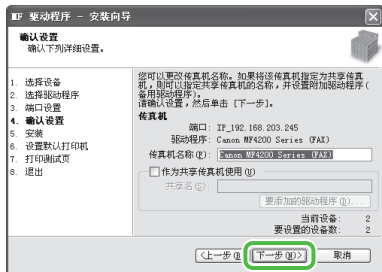 MF 驱动程序 - 安装向导
确认设置
确认下列详细设置。
1. 选择设备
2. 选择驱动程序
3. 端口设置
4. 确认设置
5. 安装
6. 设置默认打印机
7. 打印测试页
8. 退出
您可以更改传真机名称。如果将该传真机指定为共享传真
机，则可以指定共享传真机的名称，并设置附加驱动程序(
备用驱动程序)。
请确认设置，然后单击 [下一步]。
传真机
端口: IP_192.168.203.245
驱动程序: Canon MF4200 Series (FAX)
传真机名称(F): Canon MF4200 Series (FAX)
作为共享传真机使用(U)
共享名(S):
要添加的驱动程序(D)...
当前设备: 2
要设置的设备数: 2
<上一步(B)
下一步(N)>
取消